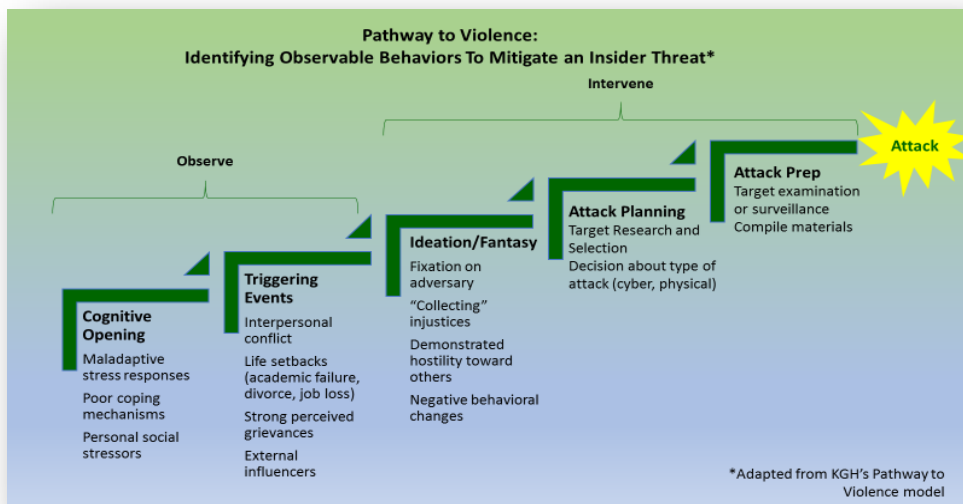 Pathway to Violence:
Identifying Observable Behaviors To Mitigate an Insider Threat*
Intervene
Observe
Attack
Cognitive
Opening
Maladaptive
stress responses
Poor coping
mechanisms
Personal social
stressors
Triggering
Events
Interpersonal
conflict
Life setbacks
(academic failure,
divorce, job loss)
Strong perceived
grievances
External
influencers
Ideation/Fantasy
Fixation on
adversary
“Collecting”
injustices
Demonstrated
hostility toward
others
Negative behavioral
changes
Attack Planning
Target Research and
Selection
Decision about type of
attack (cyber, physical)
Attack Prep
Target examination
or surveillance
Compile materials
*Adapted from KGH’s Pathway to
Violence model